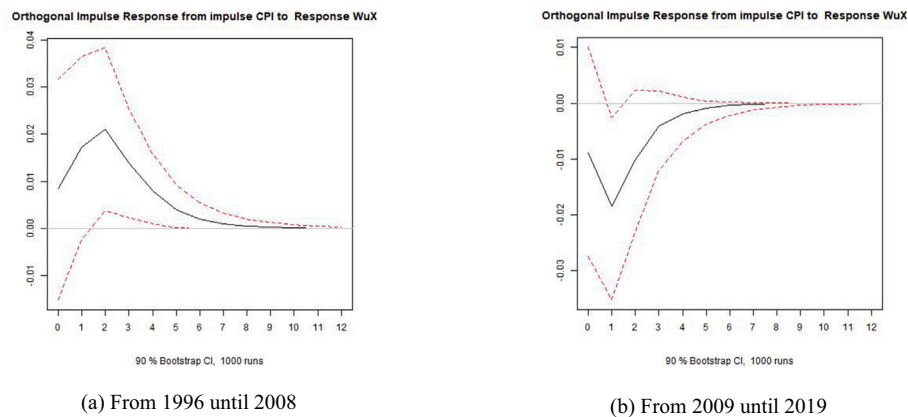 Orthogonal Impulse Response from impulse CPI to Response WuX
0.04
0.03
0.02
0.01
0.00
-0.01
0 1 2 3 4 5 6 7 8 9 10 11 12
90 % Bootstrap CI, 1000 runs
(a) From 1996 until 2008
Orthogonal Impulse Response from impulse CPI to Response WuX
0.01
0.00
-0.01
-0.02
-0.03
0 1 2 3 4 5 6 7 8 9 10 11 12
90 % Bootstrap CI, 1000 runs
(b) From 2009 until 2019